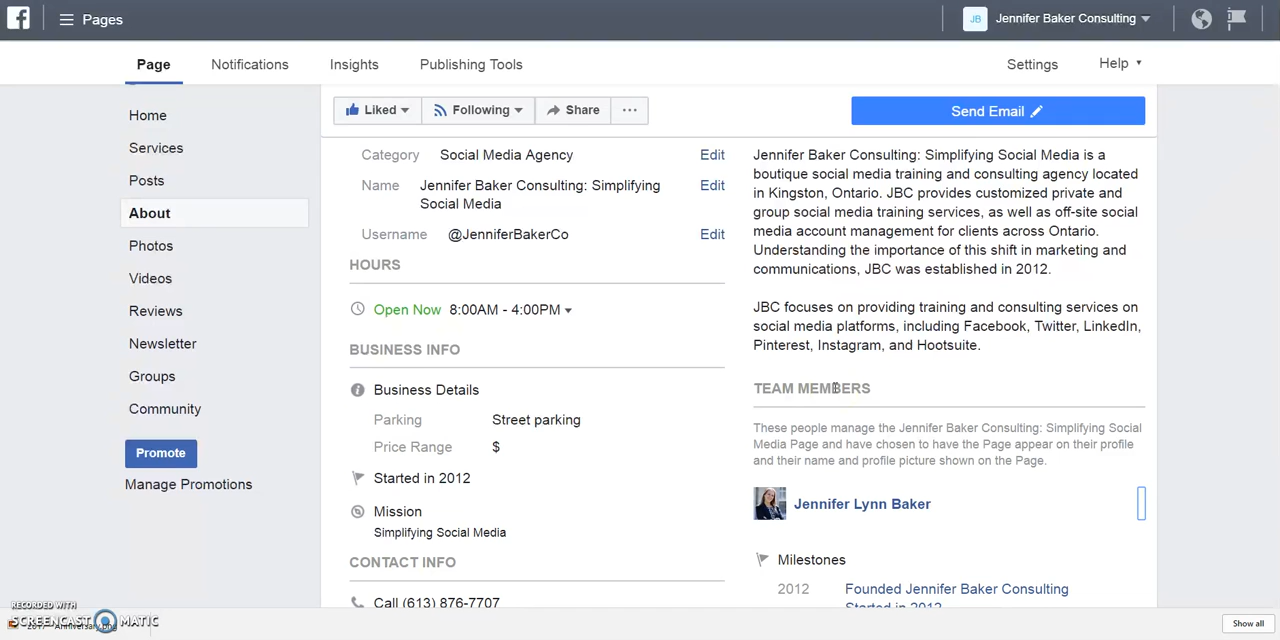 Pages
JB Jennifer Baker Consulting
Page Notifications Insights Publishing Tools Settings Help
Liked Following Share ... Send Email
Home
Services
Posts
About
Photos
Videos
Reviews
Newsletter
Groups
Community
Promote
Manage Promotions
Category Social Media Agency Edit
Name Jennifer Baker Consulting: Simplifying Edit
Social Media
Username @JenniferBakerCo Edit
HOURS
Open Now 8:00AM - 4:00PM
BUSINESS INFO
Business Details
Parking Street parking
Price Range $
Started in 2012
Mission
Simplifying Social Media
CONTACT INFO
Call (613) 876-7707
Jennifer Baker Consulting: Simplifying Social Media is a
boutique social media training and consulting agency located
in Kingston, Ontario. JBC provides customized private and
group social media training services, as well as off-site social
media account management for clients across Ontario.
Understanding the importance of this shift in marketing and
communications, JBC was established in 2012.
JBC focuses on providing training and consulting services on
social media platforms, including Facebook, Twitter, LinkedIn,
Pinterest, Instagram, and Hootsuite.
TEAM MEMBERS
These people manage the Jennifer Baker Consulting: Simplifying Social
Media Page and have chosen to have the Page appear on their profile
and their name and profile picture shown on the Page.
Jennifer Lynn Baker
Milestones
2012 Founded Jennifer Baker Consulting
Started in 2012
RECORDED WITH
SCREENCAST MATIC
Anniversary.png
Show all